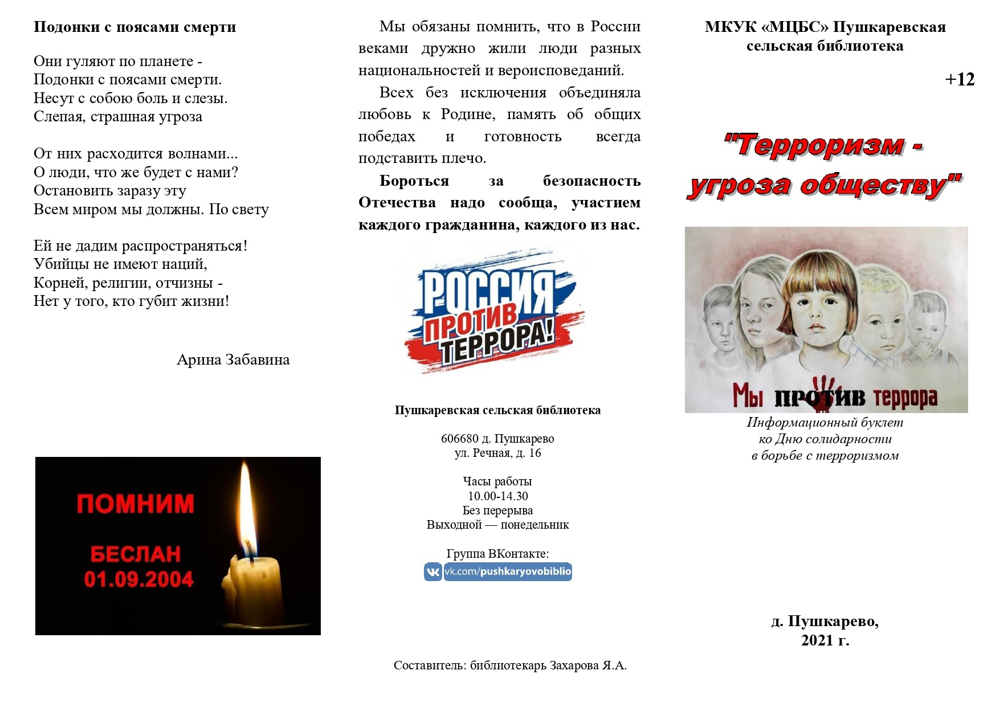 Подонки с поясами смерти
Они гуляют по планете -
Подонки с поясами смерти.
Несут с собою боль и слезы.
Слепая, страшная угроза
От них расходится волнами...
О люди, что же будет с нами?
Остановить заразу эту
Всем миром мы должны. По свету
Ей не дадим распространяться!
Убийцы не имеют наций,
Корней, религии, отчизны -
Нет у того, кто губит жизни!
Арина Забавина
ПОМНИМ
БЕСЛАН
01.09.2004
Мы обязаны помнить, что в России
веками дружно жили люди разных
национальностей и вероисповеданий.
Всех без исключения объединяла
любовь к Родине, память об общих
победах и готовность всегда
подставить плечо.
Бороться за безопасность
Отечества надо сообща, участием
каждого гражданина, каждого из нас.
РОССИЯ
ПРОТИВ
ТЕРРОРА!
Пушкаревская сельская библиотека
606680 д. Пушкарево
ул. Речная, д. 16
Часы работы
10.00-14.30
Без перерыва
Выходной — понедельник
Группа ВКонтакте:
vk.com/pushkaryovobiblio
Составитель: библиотекарь Захарова Я.А.
МКУК «МЦБС» Пушкаревская
сельская библиотека
+12
"Терроризм -
угроза обществу"
Мы против террора
Информационный буклет
ко Дню солидарности
в борьбе с терроризмом
д. Пушкарево,
2021 г.